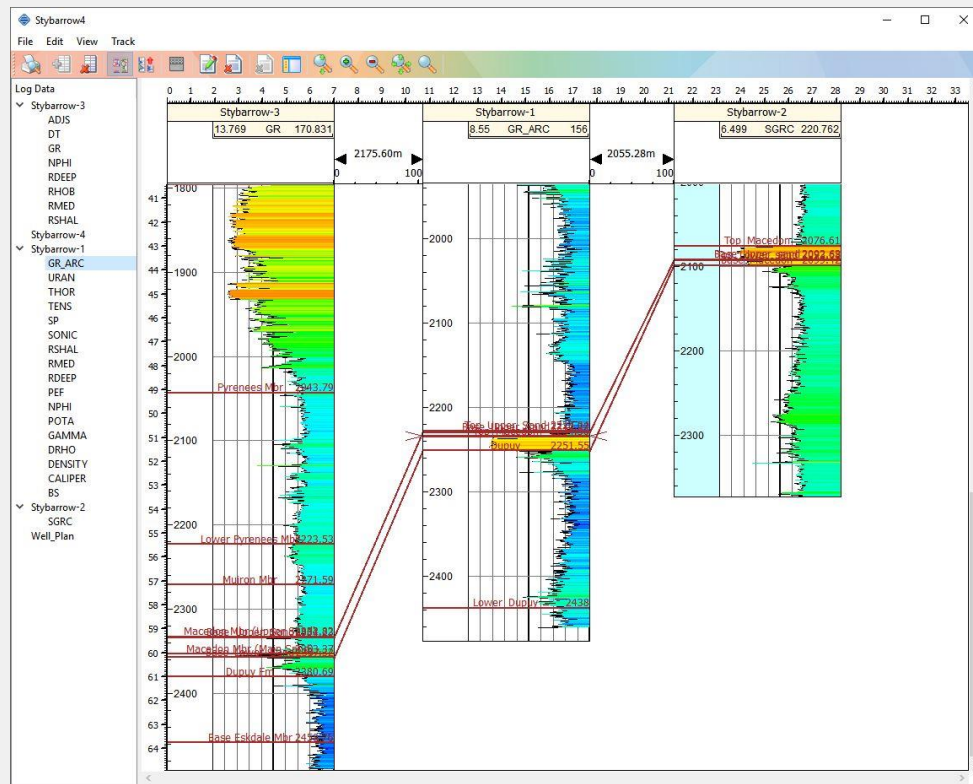 Stybarrow4
File Edit View Track
Log Data
Stybarrow-3
ADJS
DT
GR
NPHI
RDEEP
RHOB
RMED
RSHAL
Stybarrow-4
Stybarrow-1
GR_ARC
URAN
THOR
TENS
SP
SONIC
RSHAL
RMED
RDEEP
PEF
NPHI
POTA
GAMMA
DRHO
DENSITY
CALIPER
BS
Stybarrow-2
SGRC
Well_Plan
0 1 2 3 4 5 6 7 8 9 10 11 12 13 14 15 16 17 18 19 20 21 22 23 24 25 26 27 28 29 30 31 32 33
Stybarrow-3
13.769 GR 170.831
2175.60m
0 100
Stybarrow-1
8.55 GR_ARC 156
2055.28m
0 100
Stybarrow-2
6.499 SGRC 220.762
41
42
43
44
45
46
47
48
49
50
51
52
53
54
55
56
57
58
59
60
61
62
63
64
1800
1900
2000
Pyrenees Mbr 2043.79
2100
2200
Lower Pyrenees Mbr 2223.53
Muiron Mbr 2271.59
2300
Macedon Mbr (Upper
Macedon Mbr (Main
Dupuy Fm 2380.69
2400
Base Eskdale Mbr
2000
2100
2200
Top Upper Sand
Dupuy 2251.55
2300
2400
Lower Dupuy 2438
Top Macedon 2076.61
2100
2200
2300